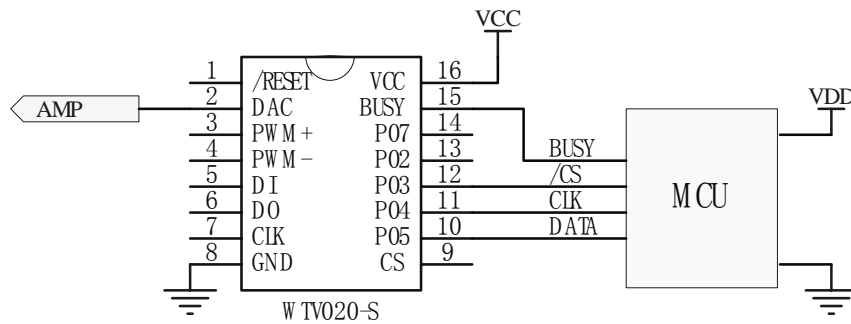 VCC
1 /RESET VCC 16
AMP 2 DAC BUSY 15
VDD
3 PWM+ P07 14
4 PWM- P02 13 BUSY
5 DI P03 12 /CS
6 DO P04 11 CLK
MCU
7 CLK P05 10 DATA
8 GND CS 9
WTV020-S